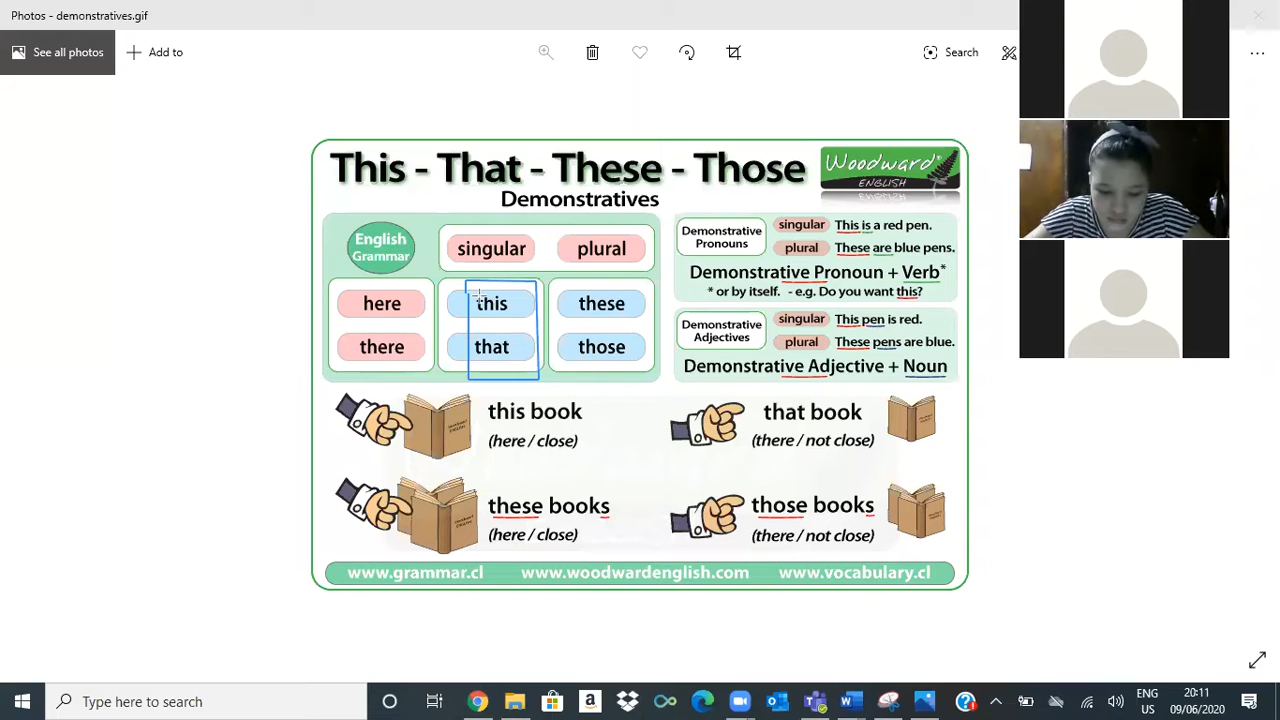 Photos - demonstratives.gif
See all photos
Add to
Search
This - That - These - Those
Demonstratives
Woodward
ENGLISH
English
Grammar
singular plural
here this these
there that those
Demonstrative
Pronouns
singular This is a red pen.
plural These are blue pens.
Demonstrative Pronoun + Verb*
* or by itself. - e.g. Do you want this?
Demonstrative
Adjectives
singular This pen is red.
plural These pens are blue.
Demonstrative Adjective + Noun
this book
(here / close)
that book
(there / not close)
these books
(here / close)
those books
(there / not close)
www.grammar.cl www.woodwardenglish.com www.vocabulary.cl
Type here to search
ENG
US
20:11
09/06/2020